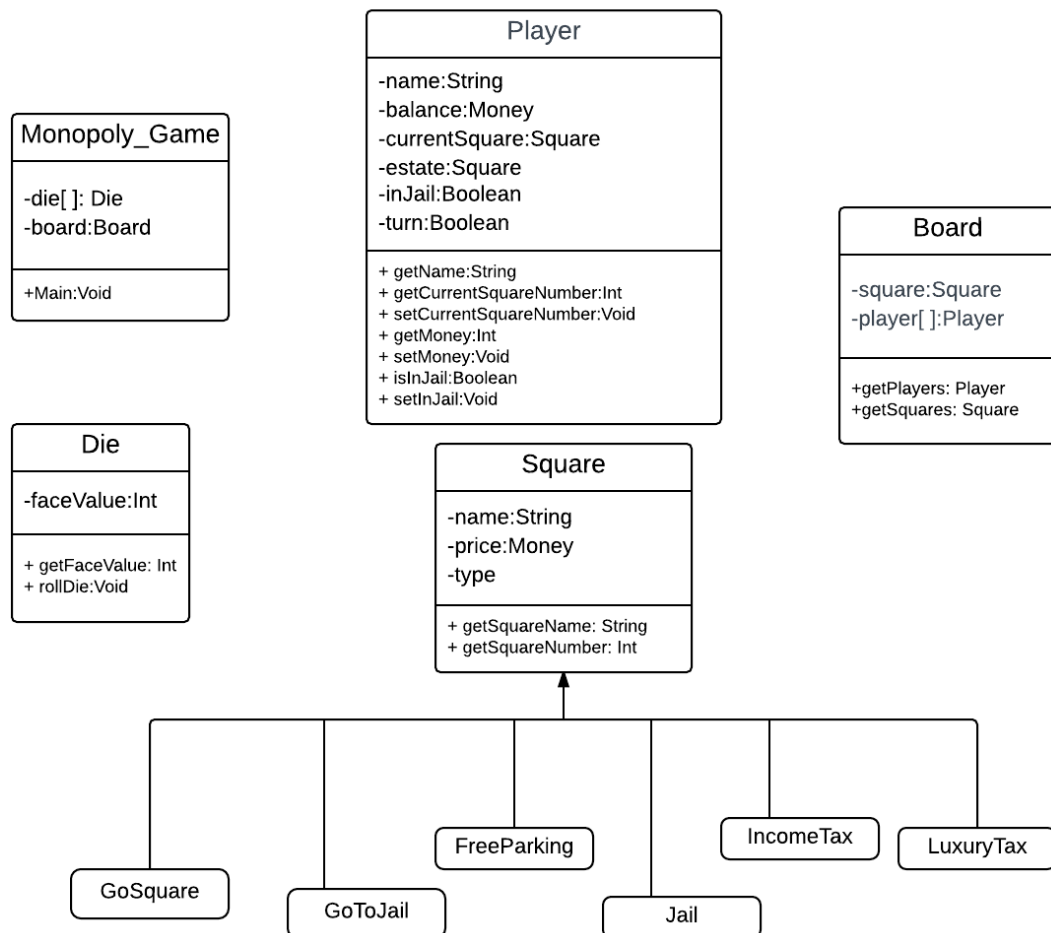 Player
-name:String
-balance:Money
-currentSquare:Square
-estate:Square
-inJail:Boolean
-turn:Boolean
+ getName:String
+ getCurrentSquareNumber:Int
+ setCurrentSquareNumber:Void
+ getMoney:Int
+ setMoney:Void
+ isInJail:Boolean
+ setInJail:Void
Monopoly_Game
-die[ ]: Die
-board:Board
+Main:Void
Board
-square:Square
-player[ ]:Player
+getPlayers: Player
+getSquares: Square
Die
-faceValue:Int
+ getFaceValue: Int
+ rollDie:Void
Square
-name:String
-price:Money
-type
+ getSquareName: String
+ getSquareNumber: Int
GoSquare
GoToJail
FreeParking
Jail
IncomeTax
LuxuryTax